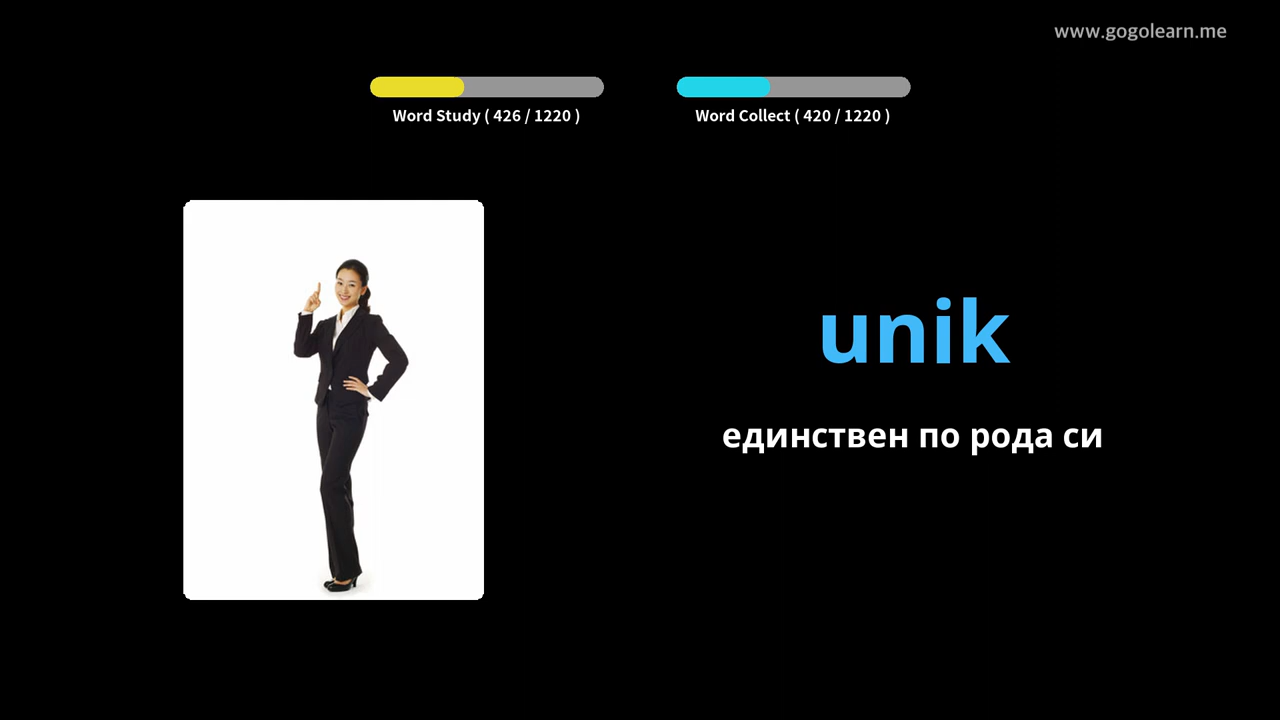 www.gogolearn.me
Word Study ( 426 / 1220 )
Word Collect ( 420 / 1220 )
unik
единствен по рода си